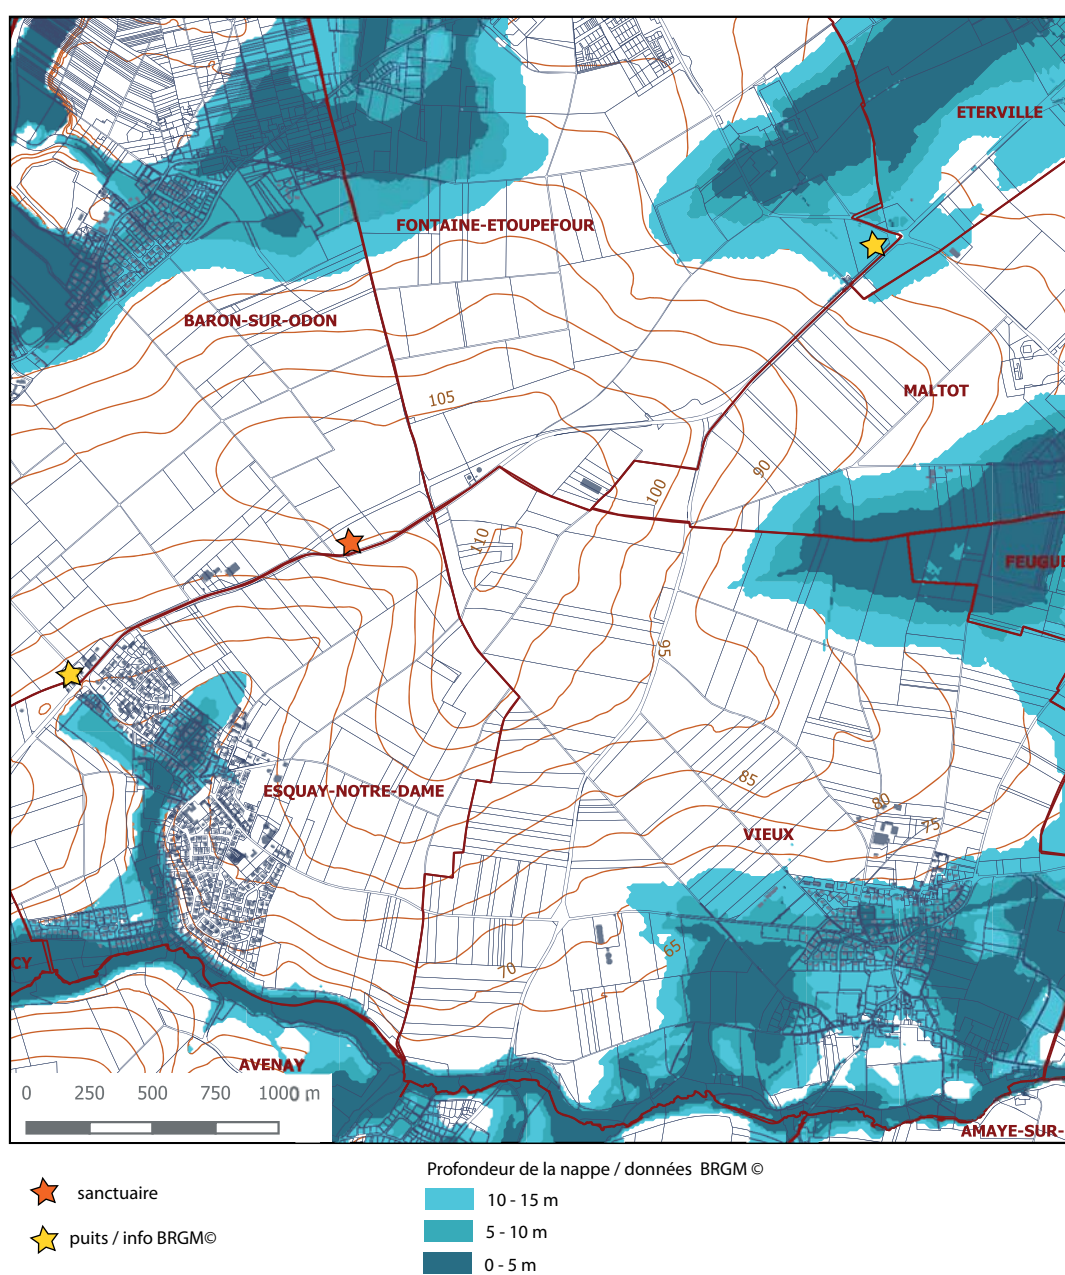 ETERVILLE
FONTAINE-ETOUPEFOUR
BARON-SUR-ODON
MALTOT
105
90
100
110
FEUGUE
95
ESQUAY-NOTRE-DAME
85
80
75
VIEUX
65
70
CY
AVENAY
AMAYE-SUR-
0 250 500 750 1000 m
Profondeur de la nappe / données BRGM ©
sanctuaire
10 - 15 m
puits / info BRGM©
5 - 10 m
0 - 5 m